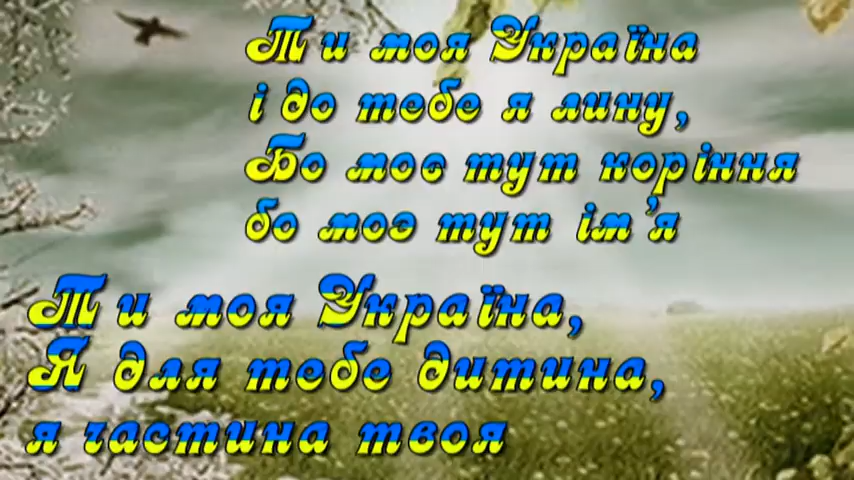 Ти моя Україна
і до тебе я лину,
Бо моє тут коріння
бо моэ тут ім'я
Ти моя Україна,
Я для тебе дитина,
я частина твоя